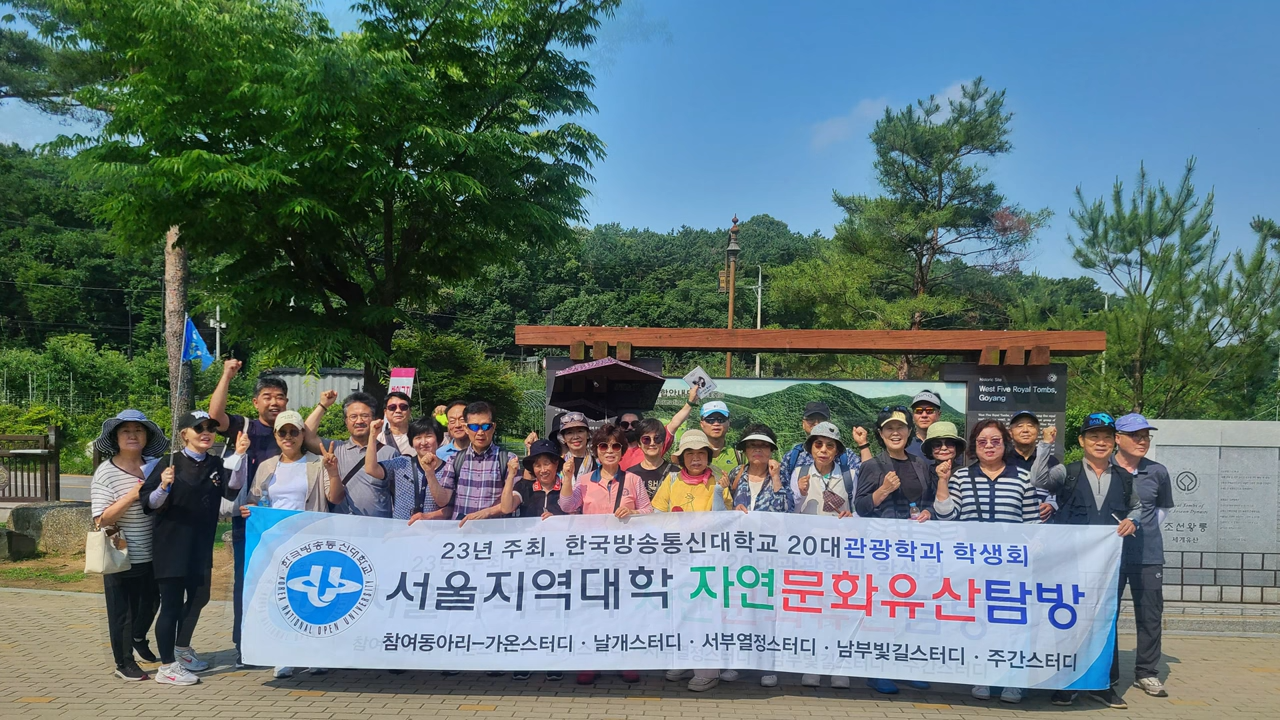 Historic Site
West Five Royal Tombs,
Goyang
조선왕릉
세계유산
23년 주최. 한국방송통신대학교 20대관광학과 학생회
서울지역대학 자연문화유산탐방
참여동아리-가온스터디 · 날개스터디 · 서부열정스터디 · 남부빛길스터디 · 주간스터디
한국방송통신대학교
KOREA NATIONAL OPEN UNIVERSITY